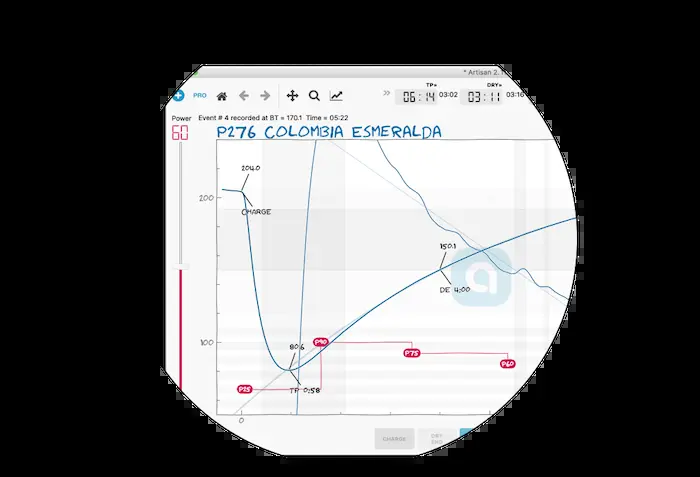 * Artisan 2.
PRO
TP»
06:14 03:02
DRY»
03:11 03:16
Power
60
Event # 4 recorded at BT = 170.1 Time = 05:22
P276 COLOMBIA ESMERALDA
204.0
CHARGE
200
150.1
DE 4:00
100
80.6
TP 0:58
P25
P90
P75
P60
0
CHARGE
DRY
END